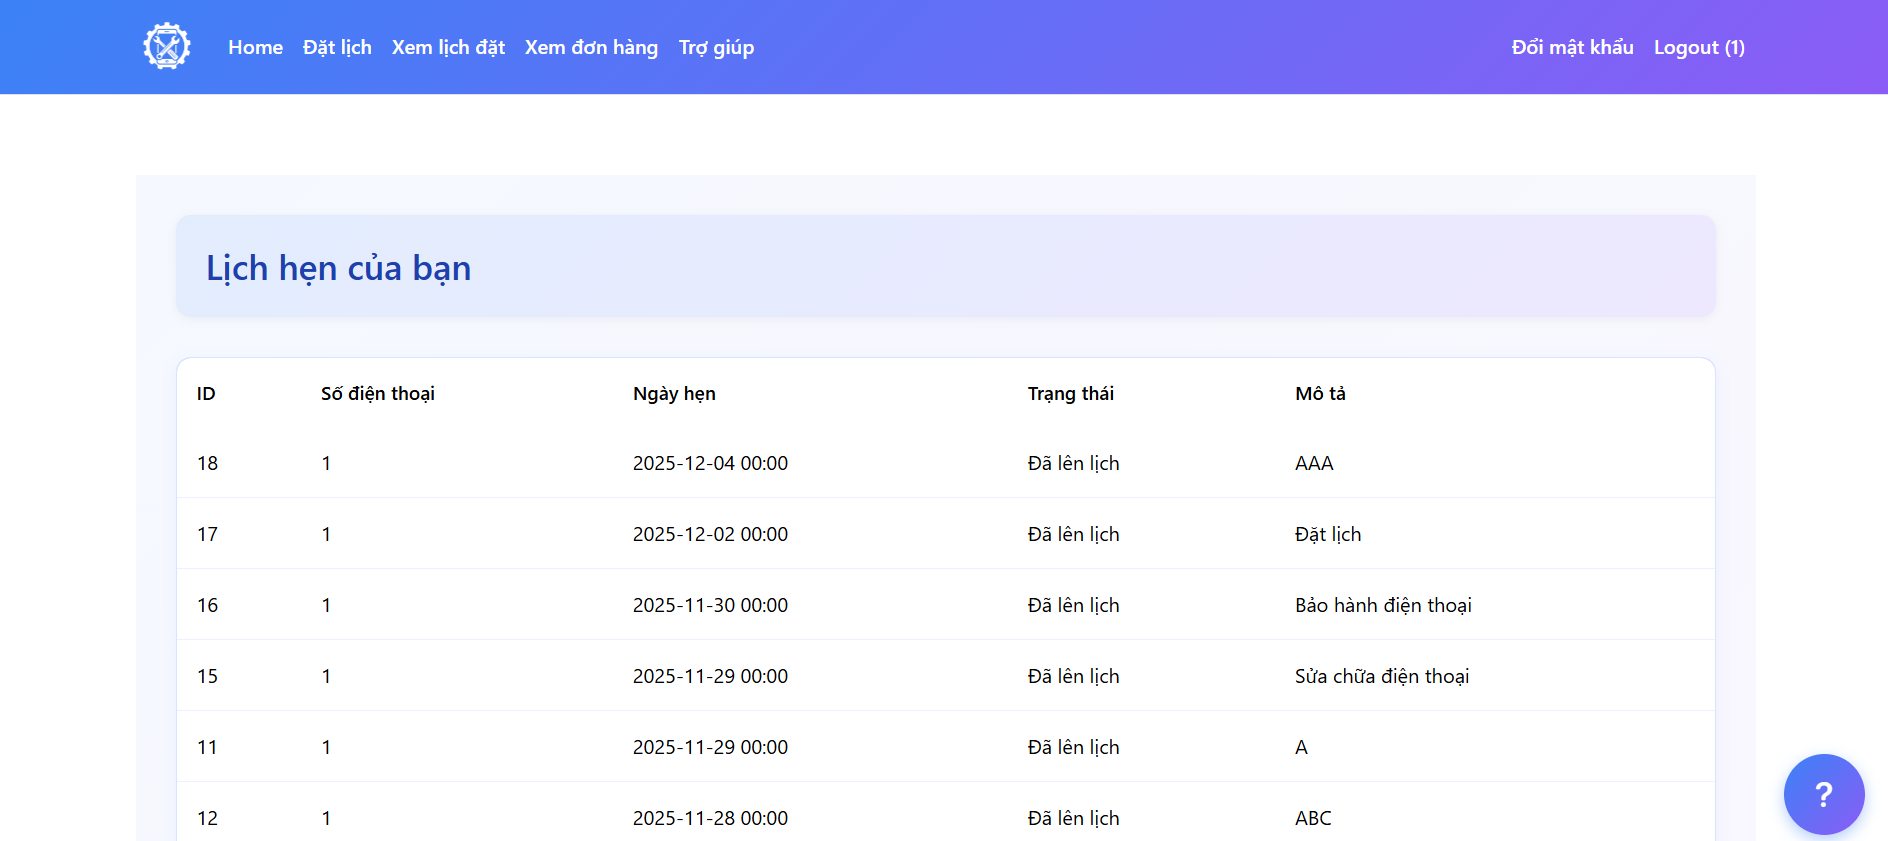 Home Đặt lịch Xem lịch đặt Xem đơn hàng Trợ giúp Đổi mật khẩu Logout (1)
Lịch hẹn của bạn
ID Số điện thoại Ngày hẹn Trạng thái Mô tả
18 1 2025-12-04 00:00 Đã lên lịch AAA
17 1 2025-12-02 00:00 Đã lên lịch Đặt lịch
16 1 2025-11-30 00:00 Đã lên lịch Bảo hành điện thoại
15 1 2025-11-29 00:00 Đã lên lịch Sửa chữa điện thoại
11 1 2025-11-29 00:00 Đã lên lịch A
12 1 2025-11-28 00:00 Đã lên lịch ABC
?